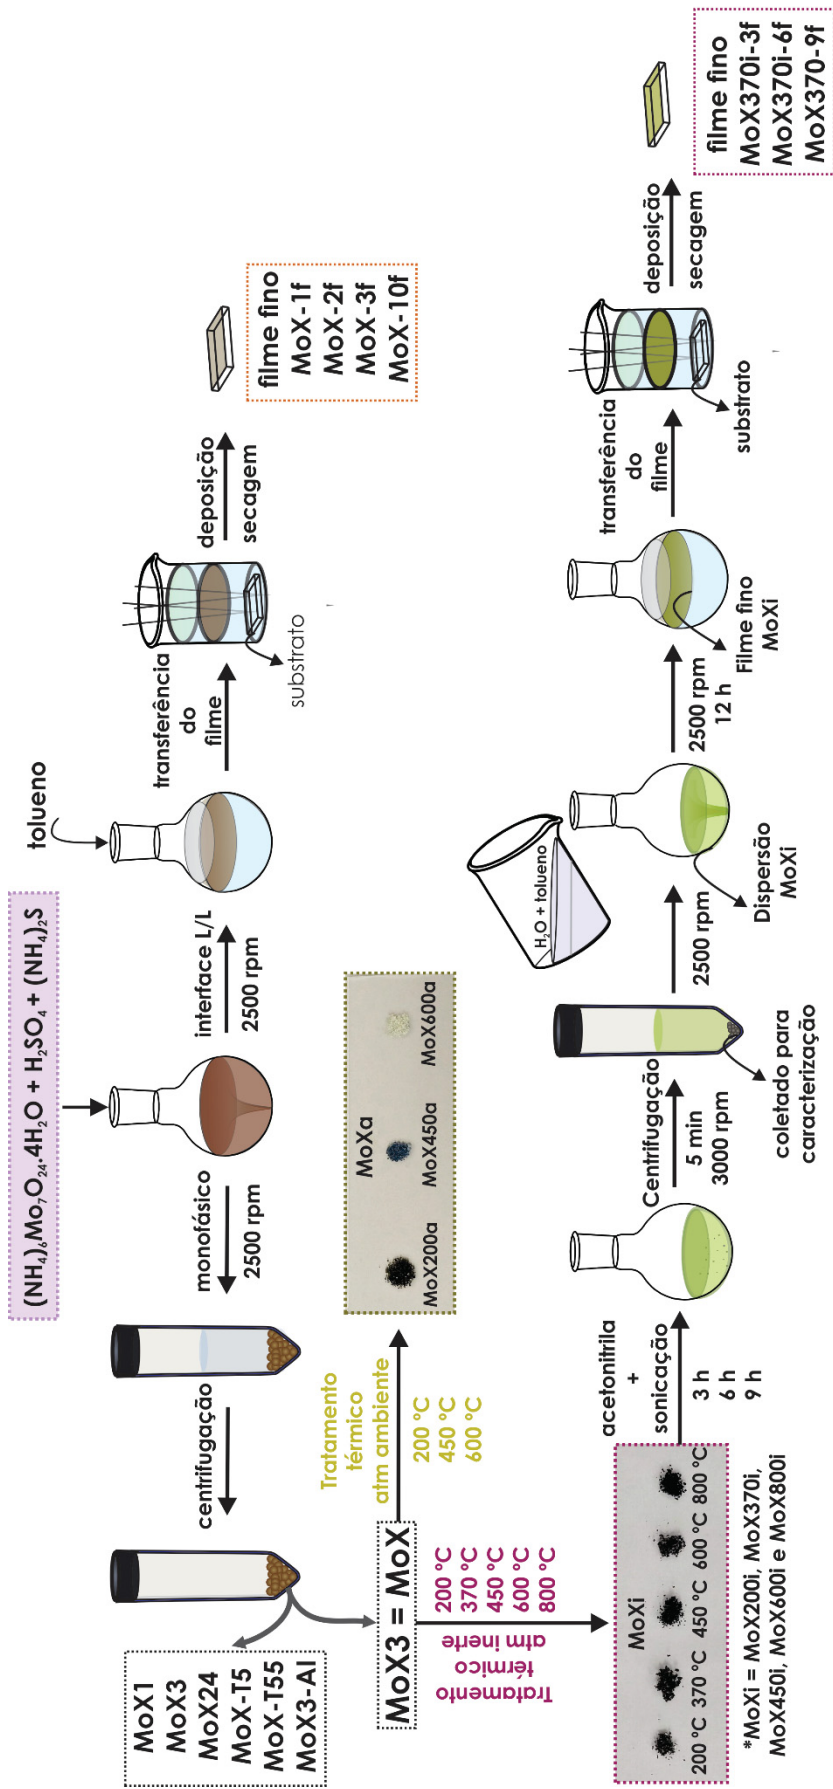 (NH₄)₆Mo₇O₂₄.4H₂O + H₂SO₄ + (NH₄)₂S
tolueno
centrifugação
monofásico
2500 rpm
interface L/L
2500 rpm
transferência
do
filme
substrato
deposição
secagem
filme fino
MoX-1f
MoX-2f
MoX-3f
MoX-10f
MoX1
MoX3
MoX24
MoX-T5
MoX-T55
MoX3-Al
MoX3 = MoX
Tratamento
térmico
atm ambiente
200 °C
450 °C
600 °C
MoXa
MoX200a
MoX450a
MoX600a
Tratamento
térmico
atm inerte
200 °C
370 °C
450 °C
600 °C
800 °C
MoXi
200 °C 370 °C 450 °C 600 °C 800 °C
*MoXi = MoX200i, MoX370i,
MoX450i, MoX600i e MoX800i
acetonitrila
+
sonicação
3 h
6 h
9 h
Centrifugação
5 min
3000 rpm
coletado para
caracterização
2500 rpm
H₂O + tolueno
Dispersão
MoXi
2500 rpm
12 h
Filme fino
MoXi
transferência
do
filme
substrato
deposição
secagem
filme fino
MoX370i-3f
MoX370i-6f
MoX370-9f